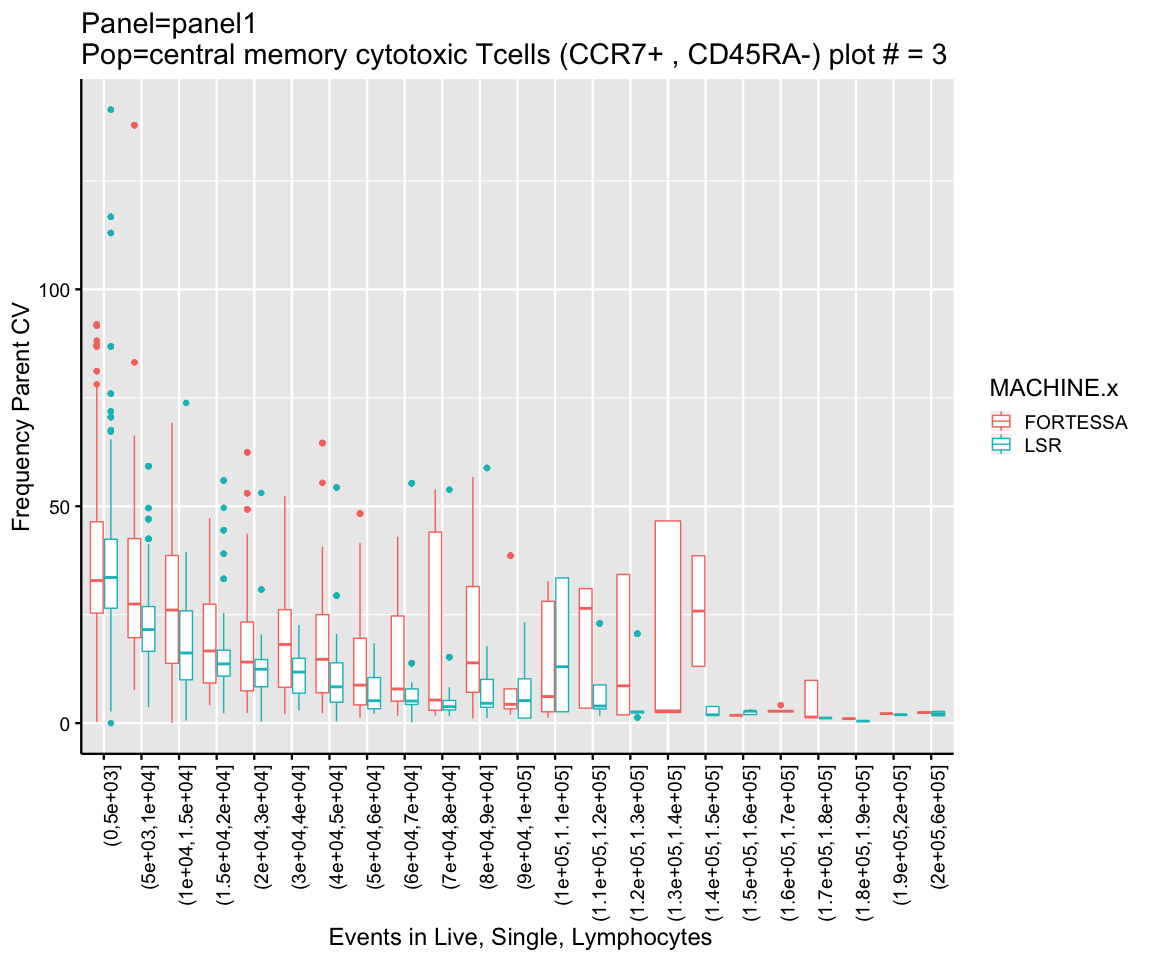 Panel=panel1
Pop=central memory cytotoxic Tcells (CCR7+ , CD45RA-) plot # = 3
Frequency Parent CV
100
50
0
(0,5e+03]
(5e+03,1e+04]
(1e+04,1.5e+04]
(1.5e+04,2e+04]
(2e+04,3e+04]
(3e+04,4e+04]
(4e+04,5e+04]
(5e+04,6e+04]
(6e+04,7e+04]
(7e+04,8e+04]
(8e+04,9e+04]
(9e+04,1e+05]
(1e+05,1.1e+05]
(1.1e+05,1.2e+05]
(1.2e+05,1.3e+05]
(1.3e+05,1.4e+05]
(1.4e+05,1.5e+05]
(1.5e+05,1.6e+05]
(1.6e+05,1.7e+05]
(1.7e+05,1.8e+05]
(1.8e+05,1.9e+05]
(1.9e+05,2e+05]
(2e+05,6e+05]
Events in Live, Single, Lymphocytes
MACHINE.x
FORTESSA
LSR